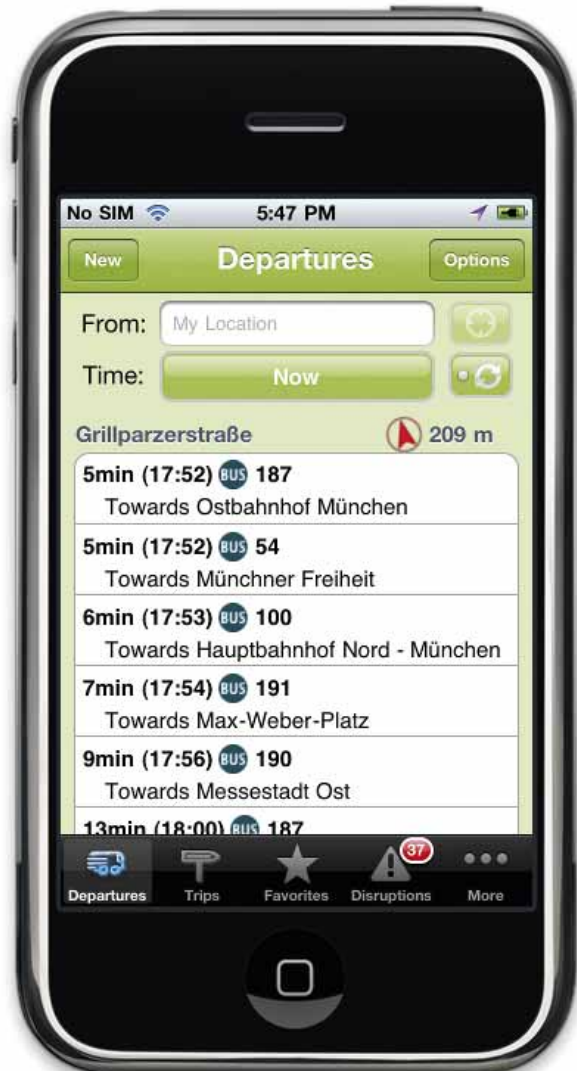 No SIM 5:47 PM
New Departures Options
From: My Location
Time: Now
Grillparzerstraße 209 m
5min (17:52) BUS 187
Towards Ostbahnhof München
5min (17:52) BUS 54
Towards Münchner Freiheit
6min (17:53) BUS 100
Towards Hauptbahnhof Nord - München
7min (17:54) BUS 191
Towards Max-Weber-Platz
9min (17:56) BUS 190
Towards Messestadt Ost
13min (18:00) BUS 187
37
Departures Trips Favorites Disruptions More